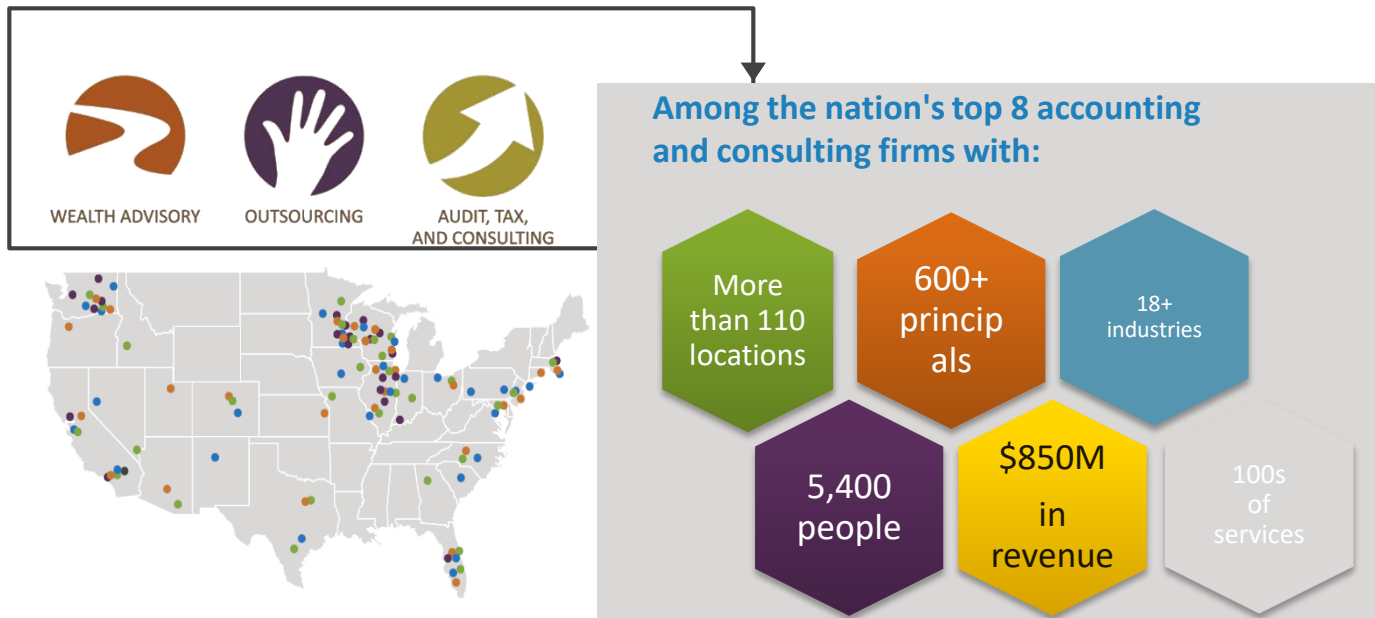 WEALTH ADVISORY
OUTSOURCING
AUDIT, TAX,
AND CONSULTING
Among the nation's top 8 accounting
and consulting firms with:
More
than 110
locations
600+
princip
als
18+
industries
5,400
people
$850M
in
revenue
100s
of
services